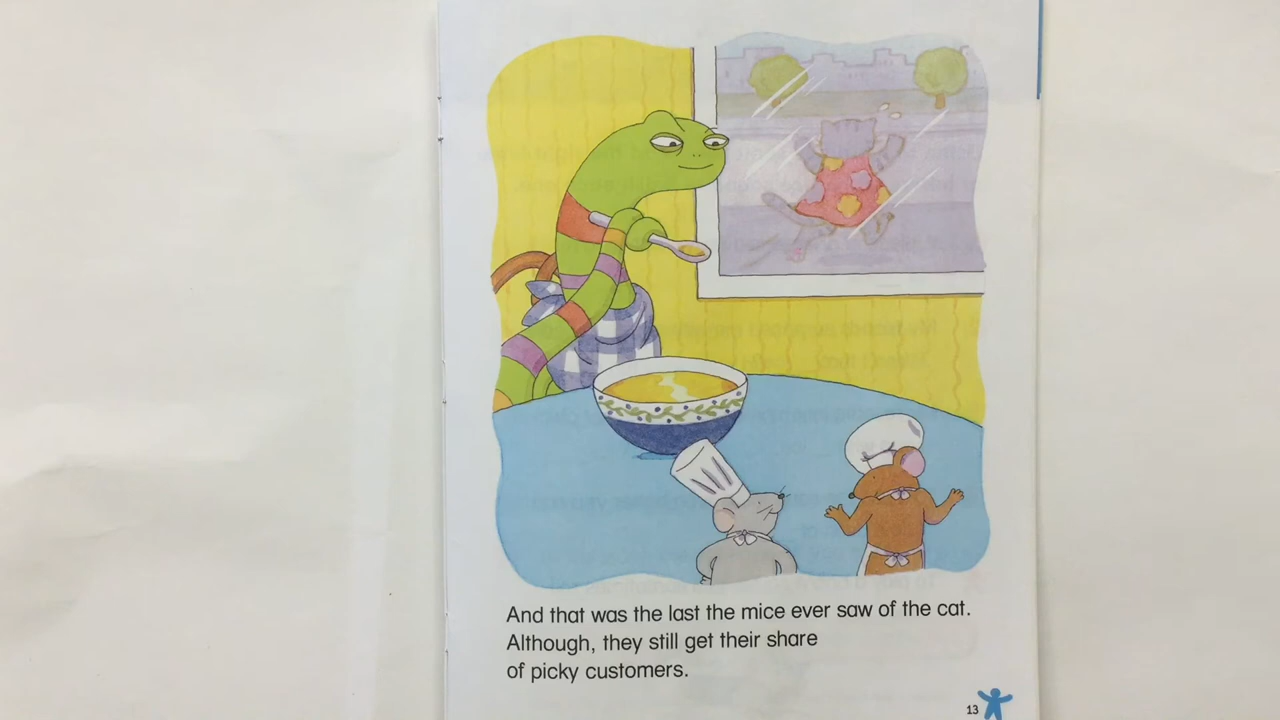 And that was the last the mice ever saw of the cat.
Although, they still get their share
of picky customers.
13